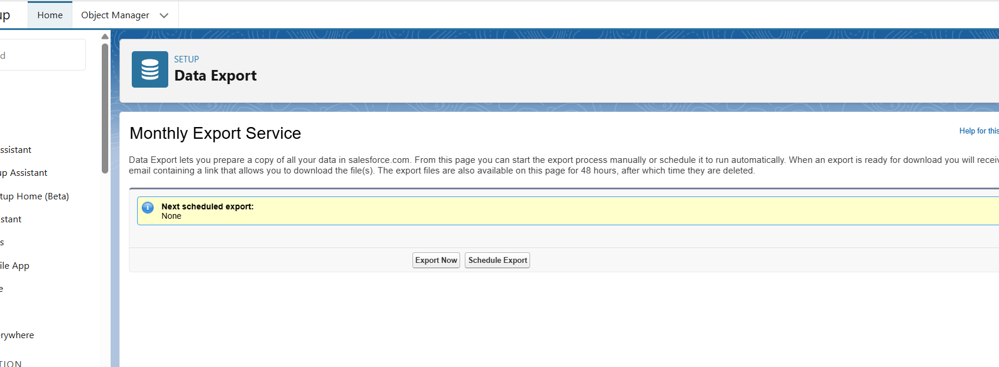 up
Home
Object Manager
d
SETUP
Data Export
Monthly Export Service
Help for this
Data Export lets you prepare a copy of all your data in salesforce.com. From this page you can start the export process manually or schedule it to run automatically. When an export is ready for download you will recei
email containing a link that allows you to download the file(s). The export files are also available on this page for 48 hours, after which time they are deleted.
ssistant
up Assistant
tup Home (Beta)
stant
s
ile App
e
rywhere
TION
Next scheduled export:
None
Export Now
Schedule Export